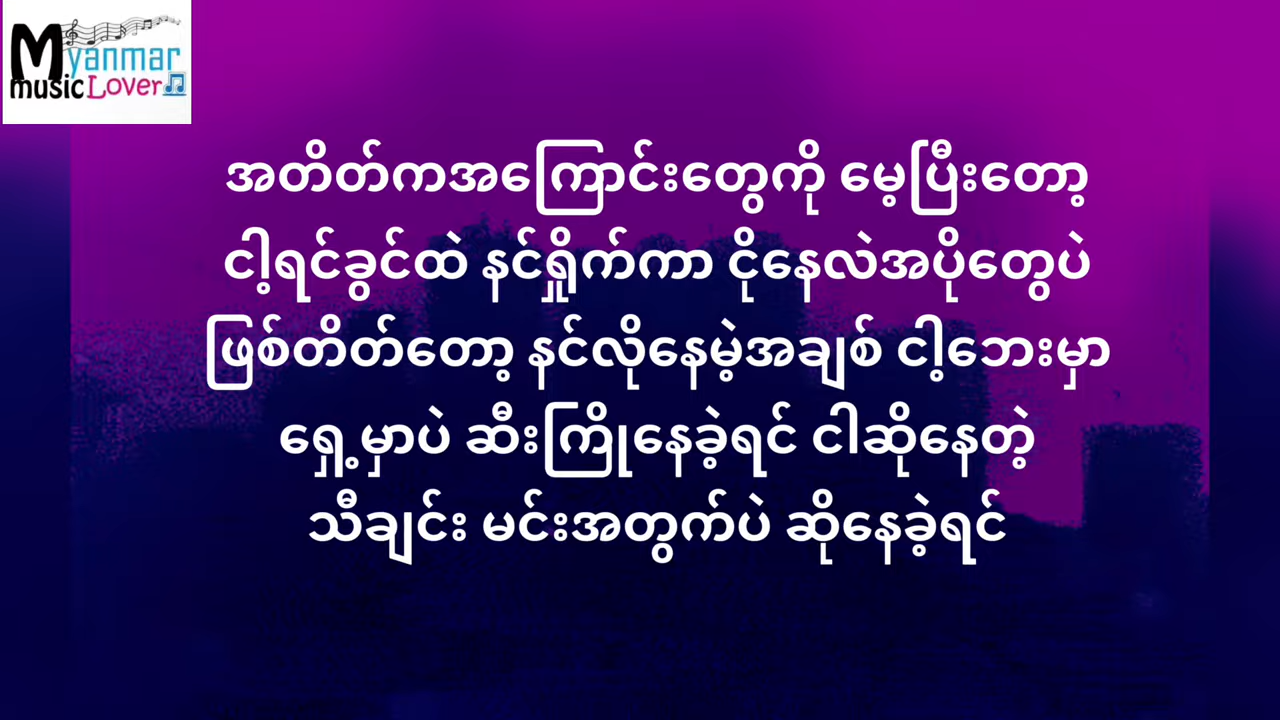 Myanmar
music Lover
အတိတ်ကအကြောင်းတွေကို မေ့ပြီးတော့
ငါ့ရင်ခွင်ထဲ နင်ရှိုက်ကာ ငိုနေလဲအပိုတွေပဲ
ဖြစ်တိတ်တော့ နင်လိုနေမဲ့အချစ် ငါ့ဘေးမှာ
ရှေ့မှာပဲ ဆီးကြိုနေခဲ့ရင် ငါဆိုနေတဲ့
သီချင်း မင်းအတွက်ပဲ ဆိုနေခဲ့ရင်